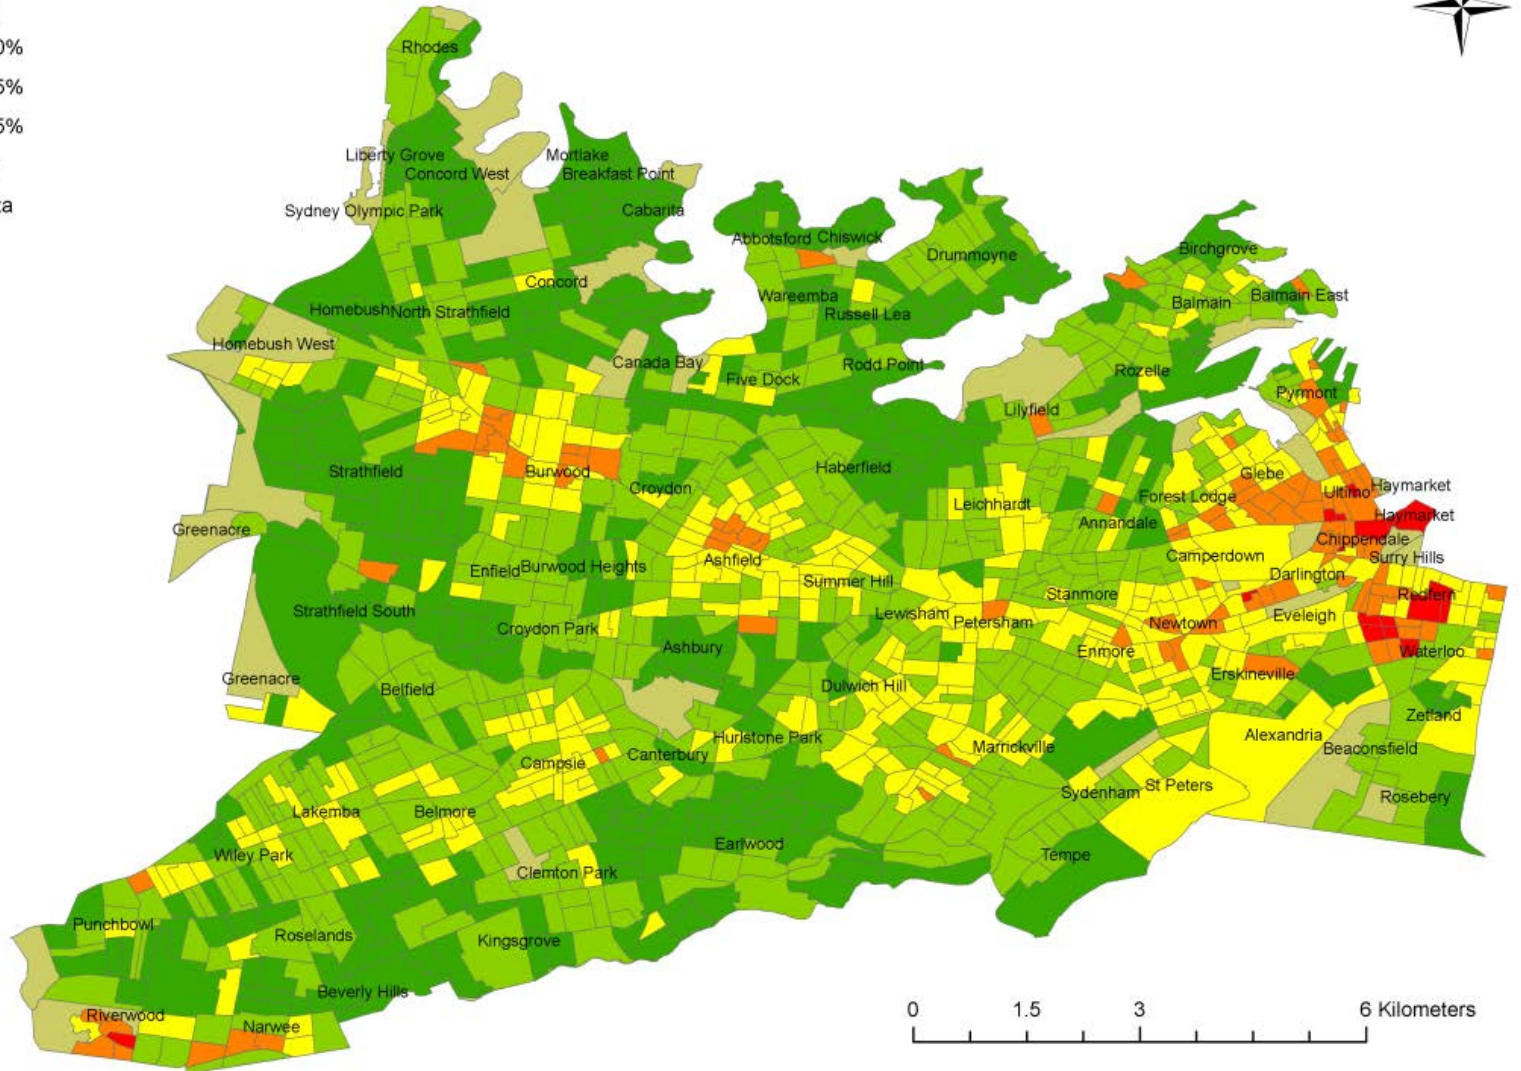 0%
5%
5%
ta
Rhodes
Liberty Grove
Concord West
Mortlake
Breakfast Point
Sydney Olympic Park
Cabarita
Abbotsford
Chiswick
Drummoyne
Birchgrove
Concord
Wareemba
Balmain
Balmain East
Homebush
North Strathfield
Russell Lea
Homebush West
Canada Bay
Five Dock
Rodd Point
Rozelle
Pyrmont
Lilyfield
Strathfield
Burwood
Croydon
Haberfield
Glebe
Ultimo
Haymarket
Leichhardt
Forest Lodge
Annandale
Haymarket
Greenacre
Chippendale
Ashfield
Camperdown
Surry Hills
Enfield
Burwood Heights
Summer Hill
Darlington
Stanmore
Redfern
Strathfield South
Lewisham
Petersham
Newtown
Eveleigh
Croydon Park
Ashbury
Enmore
Waterloo
Greenacre
Belfield
Dulwich Hill
Erskineville
Zetland
Hurlstone Park
Marrickville
Alexandria
Beaconsfield
Campsie
Canterbury
Sydenham
St Peters
Rosebery
Lakemba
Belmore
Earlwood
Wiley Park
Tempe
Clemton Park
Punchbowl
Roselands
Kingsgrove
Beverly Hills
Riverwood
Narwee
0 1.5 3 6 Kilometers